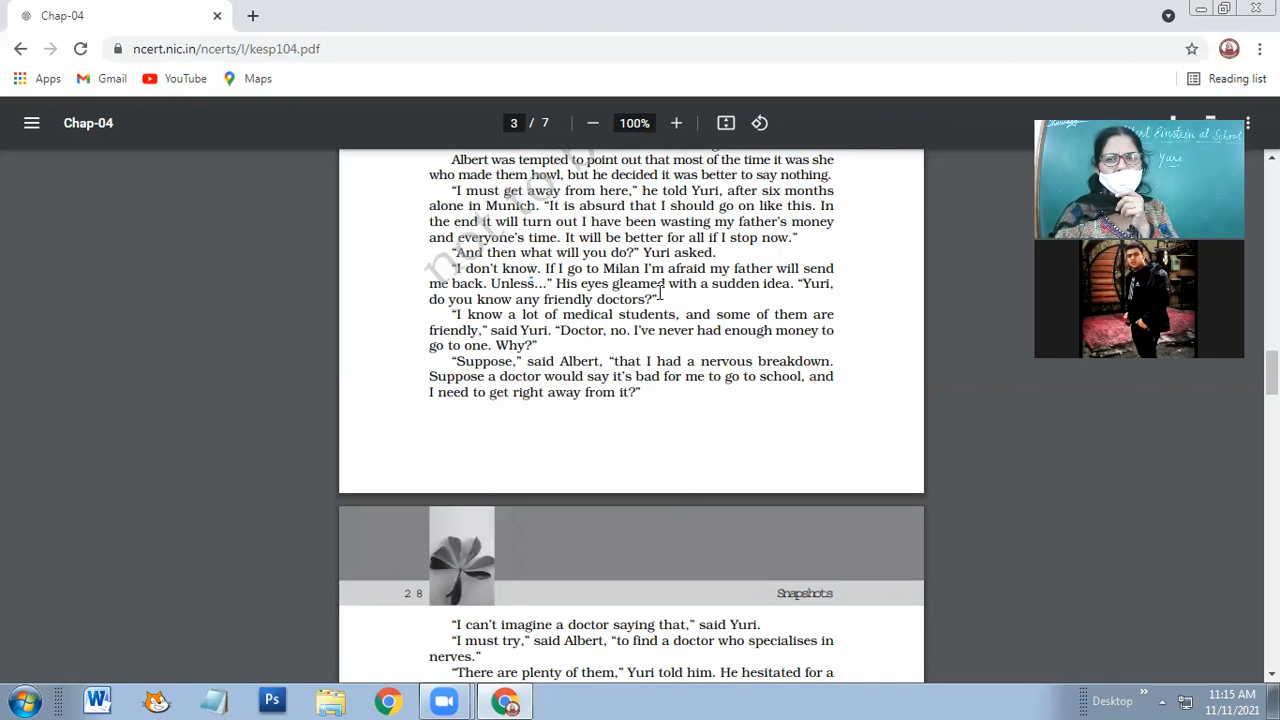 Chap-04
ncert.nic.in/ncerts/l/kesp104.pdf
Apps Gmail YouTube Maps Reading list
Chap-04 3 / 7 100%
Albert was tempted to point out that most of the time it was she
who made them howl, but he decided it was better to say nothing.
“I must get away from here,” he told Yuri, after six months
alone in Munich. “It is absurd that I should go on like this. In
the end it will turn out I have been wasting my father’s money
and everyone’s time. It will be better for all if I stop now.”
“And then what will you do?” Yuri asked.
“I don’t know. If I go to Milan I’m afraid my father will send
me back. Unless...” His eyes gleamed with a sudden idea. “Yuri,
do you know any friendly doctors?”
“I know a lot of medical students, and some of them are
friendly,” said Yuri. “Doctor, no. I’ve never had enough money to
go to one. Why?”
“Suppose,” said Albert, “that I had a nervous breakdown.
Suppose a doctor would say it’s bad for me to go to school, and
I need to get right away from it?”
not to b
28
Snapshots
“I can’t imagine a doctor saying that,” said Yuri.
“I must try,” said Albert, “to find a doctor who specialises in
nerves.”
“There are plenty of them,” Yuri told him. He hesitated for a
Einstein at School
Yuri
Ps
Desktop
11:15 AM
11/11/2021